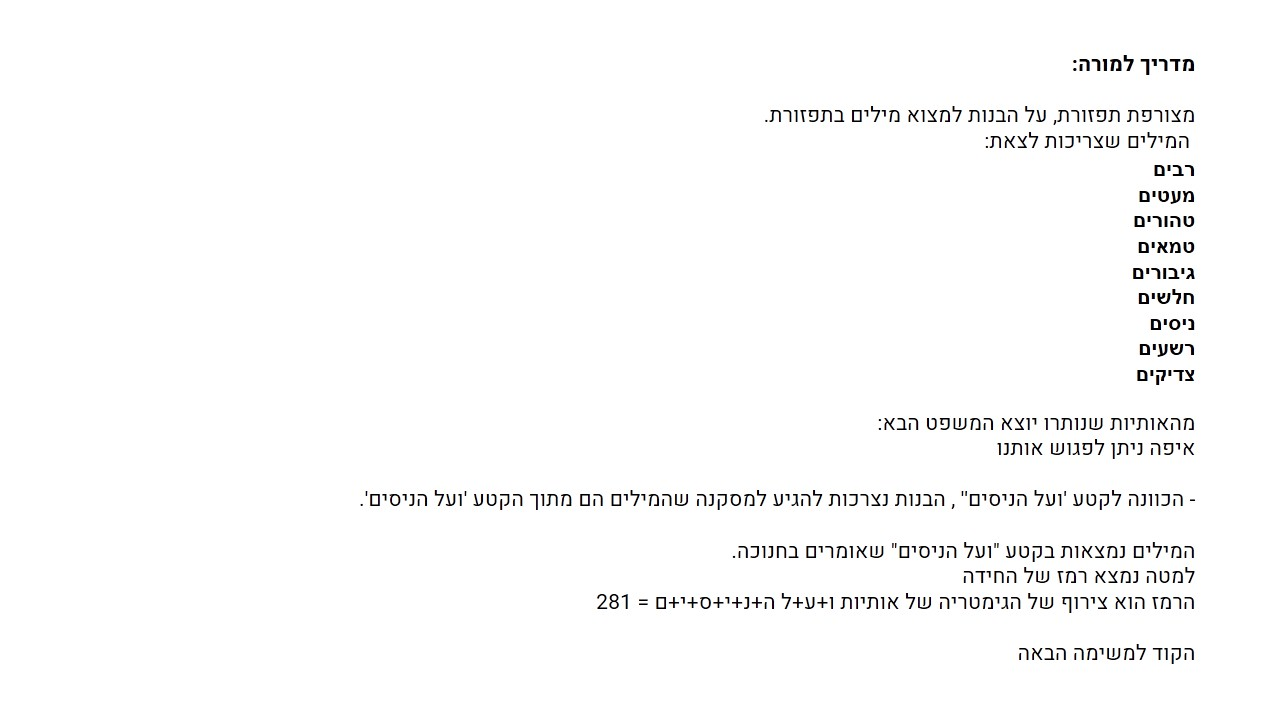 מדריך למורה:
מצורפת תפזורת, על הבנות למצוא מילים בתפזורת.
המילים שצריכות לצאת:
רבים
מעטים
טהורים
טמאים
גיבורים
חלשים
ניסים
רשעים
צדיקים
מהאותיות שנותרו יוצא המשפט הבא:
איפה ניתן לפגוש אותנו
- הכוונה לקטע 'ועל הניסים'' , הבנות נצרכות להגיע למסקנה שהמילים הם מתוך הקטע 'ועל הניסים'.
המילים נמצאות בקטע "ועל הניסים" שאומרים בחנוכה.
למטה נמצא רמז של החידה
הרמז הוא צירוף של הגימטריה של אותיות ו+ע+ל ה+נ+י+ס+י+ם = 281
הקוד למשימה הבאה